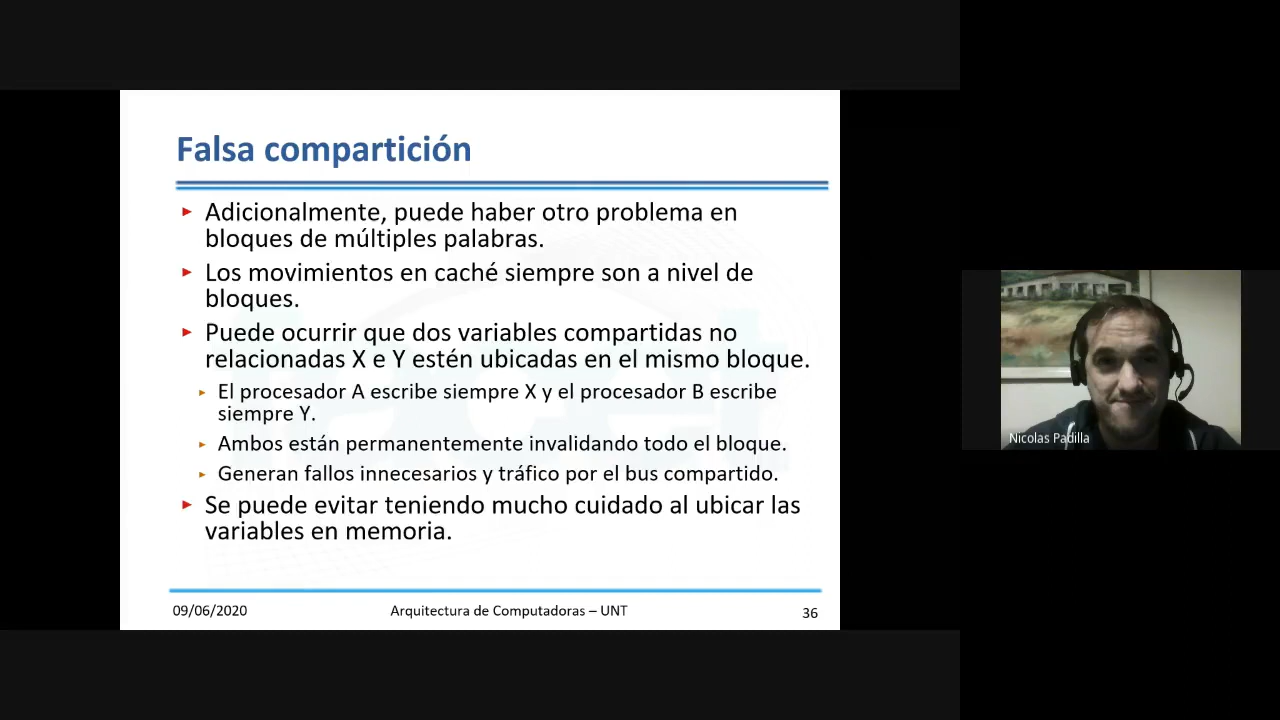 Falsa compartición
Adicionalmente, puede haber otro problema en
bloques de múltiples palabras.
Los movimientos en caché siempre son a nivel de
bloques.
Puede ocurrir que dos variables compartidas no
relacionadas X e Y estén ubicadas en el mismo bloque.
El procesador A escribe siempre X y el procesador B escribe
siempre Y.
Ambos están permanentemente invalidando todo el bloque.
Generan fallos innecesarios y tráfico por el bus compartido.
Se puede evitar teniendo mucho cuidado al ubicar las
variables en memoria.
09/06/2020
Arquitectura de Computadoras – UNT
36
Nicolas Padilla